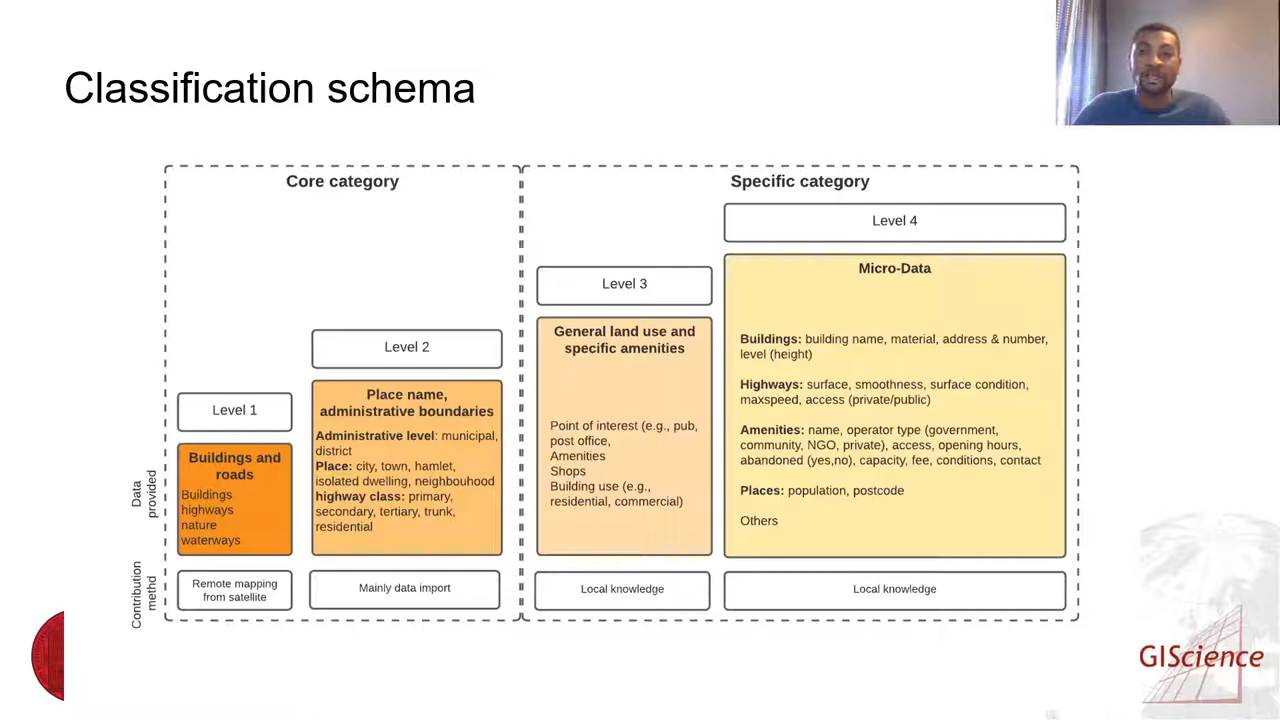 Classification schema
Core category
Specific category
Level 4
Micro-Data
Buildings: building name, material, address & number,
level (height)
Highways: surface, smoothness, surface condition,
maxspeed, access (private/public)
Amenities: name, operator type (government,
community, NGO, private), access, opening hours,
abandoned (yes,no), capacity, fee, conditions, contact
Places: population, postcode
Others
Level 3
General land use and
specific amenities
Point of interest (e.g., pub,
post office,
Amenities
Shops
Building use (e.g.,
residential, commercial)
Level 2
Place name,
administrative boundaries
Administrative level: municipal,
district
Place: city, town, hamlet,
isolated dwelling, neighbouhood
highway class: primary,
secondary, tertiary, trunk,
residential
Level 1
Buildings and
roads
Buildings
highways
nature
waterways
Data
provided
Contribution
methd
Remote mapping
from satellite
Mainly data import
Local knowledge
Local knowledge
GIScience